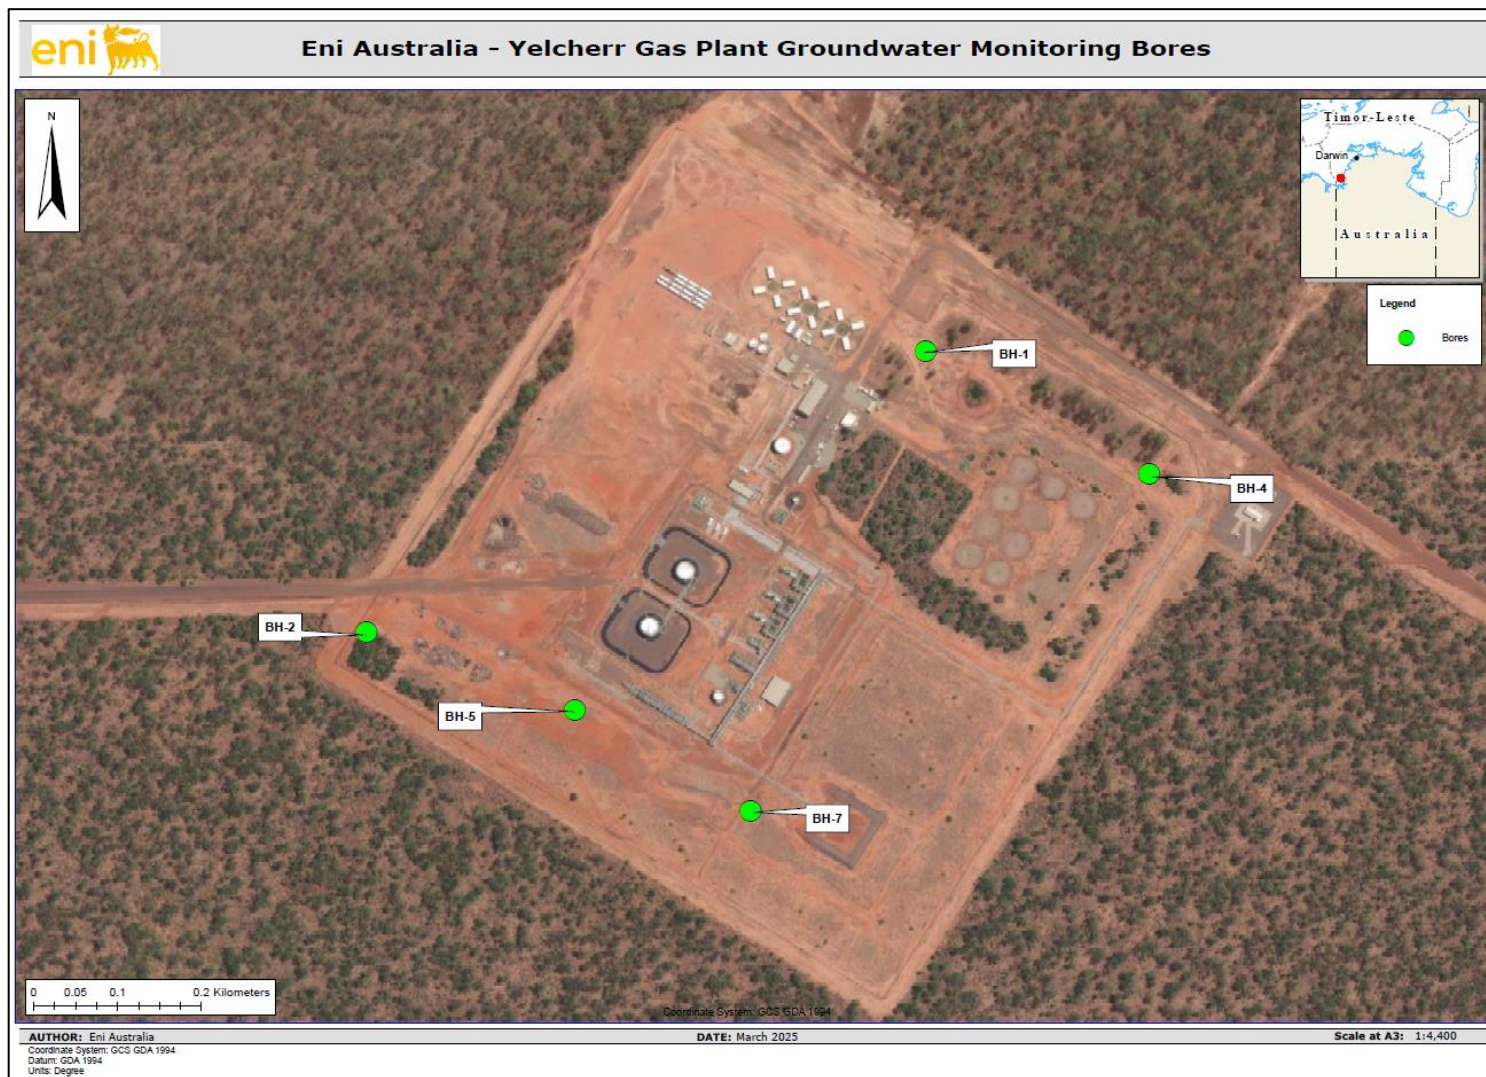 eni
Eni Australia - Yelcherr Gas Plant Groundwater Monitoring Bores
N
Timor-Leste
Darwin
Australia
Legend
Bores
BH-1
BH-4
BH-2
BH-5
BH-7
0 0.05 0.1 0.2 Kilometers
Coordinate System: GCS GDA 1994
AUTHOR: Eni Australia
DATE: March 2025
Scale at A3: 1:4,400
Coordinate System: GCS GDA 1994
Datum: GDA 1994
Units: Degree